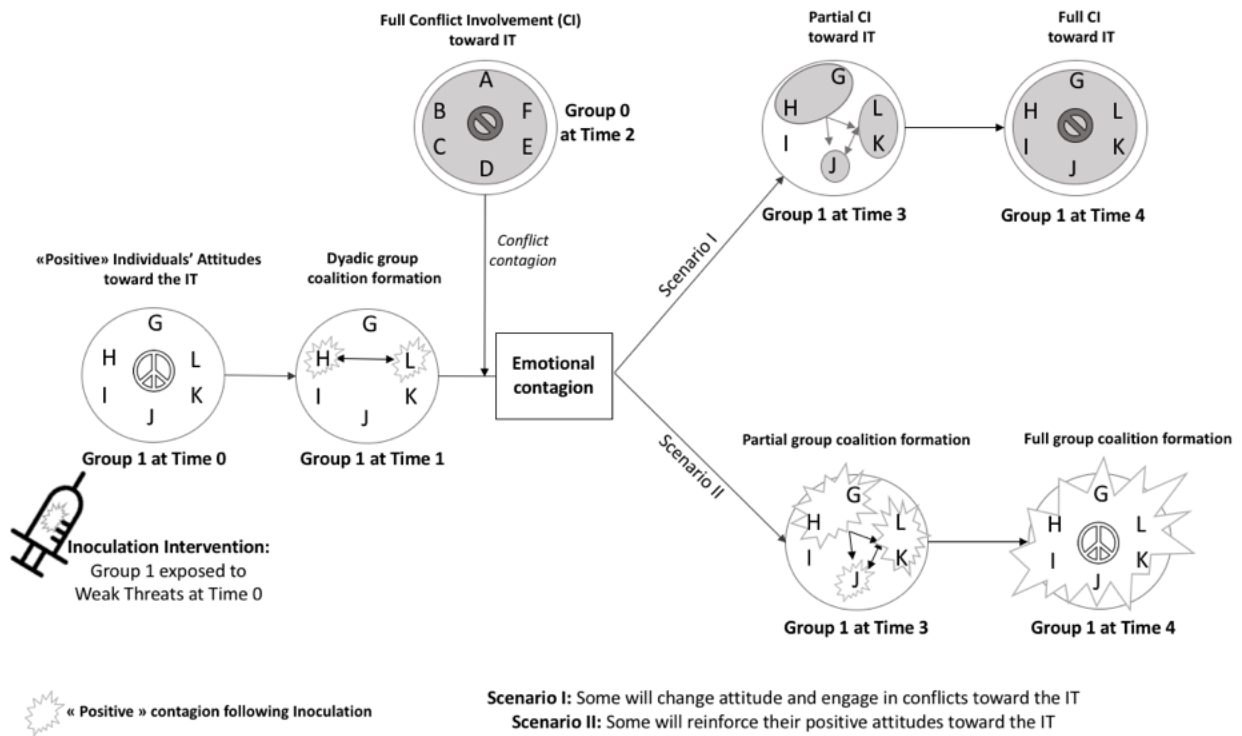 Full Conflict Involvement (CI)
toward IT
A
B
F
C
E
D
Group 0
at Time 2
Partial CI
toward IT
G
H
L
I
K
J
Group 1 at Time 3
Full CI
toward IT
G
H
L
I
K
J
Group 1 at Time 4
Conflict
contagion
Scenario I
«Positive» Individuals' Attitudes
toward the IT
G
H
L
I
K
J
Group 1 at Time 0
Dyadic group
coalition formation
G
H
L
I
K
J
Group 1 at Time 1
Emotional
contagion
Scenario II
Partial group coalition formation
G
H
L
I
K
J
Group 1 at Time 3
Full group coalition formation
G
H
L
I
K
J
Group 1 at Time 4
Inoculation Intervention:
Group 1 exposed to
Weak Threats at Time 0
« Positive » contagion following Inoculation
Scenario I: Some will change attitude and engage in conflicts toward the IT
Scenario II: Some will reinforce their positive attitudes toward the IT